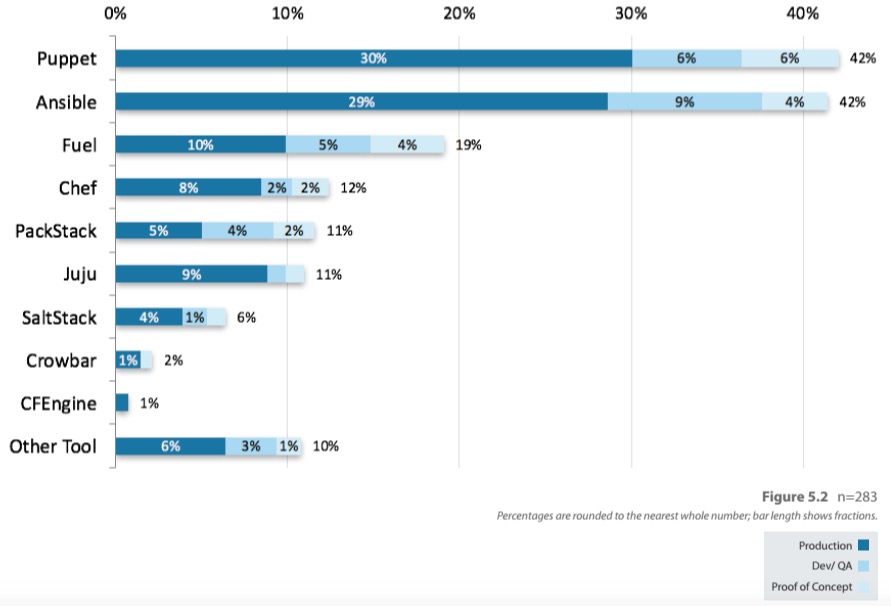 0% 10% 20% 30% 40%
Puppet 30% 6% 6% 42%
Ansible 29% 9% 4% 42%
Fuel 10% 5% 4% 19%
Chef 8% 2% 2% 12%
PackStack 5% 4% 2% 11%
Juju 9% 11%
SaltStack 4% 1% 6%
Crowbar 1% 2%
CFEngine 1%
Other Tool 6% 3% 1% 10%
Figure 5.2 n=283
Percentages are rounded to the nearest whole number; bar length shows fractions.
Production
Dev/ QA
Proof of Concept